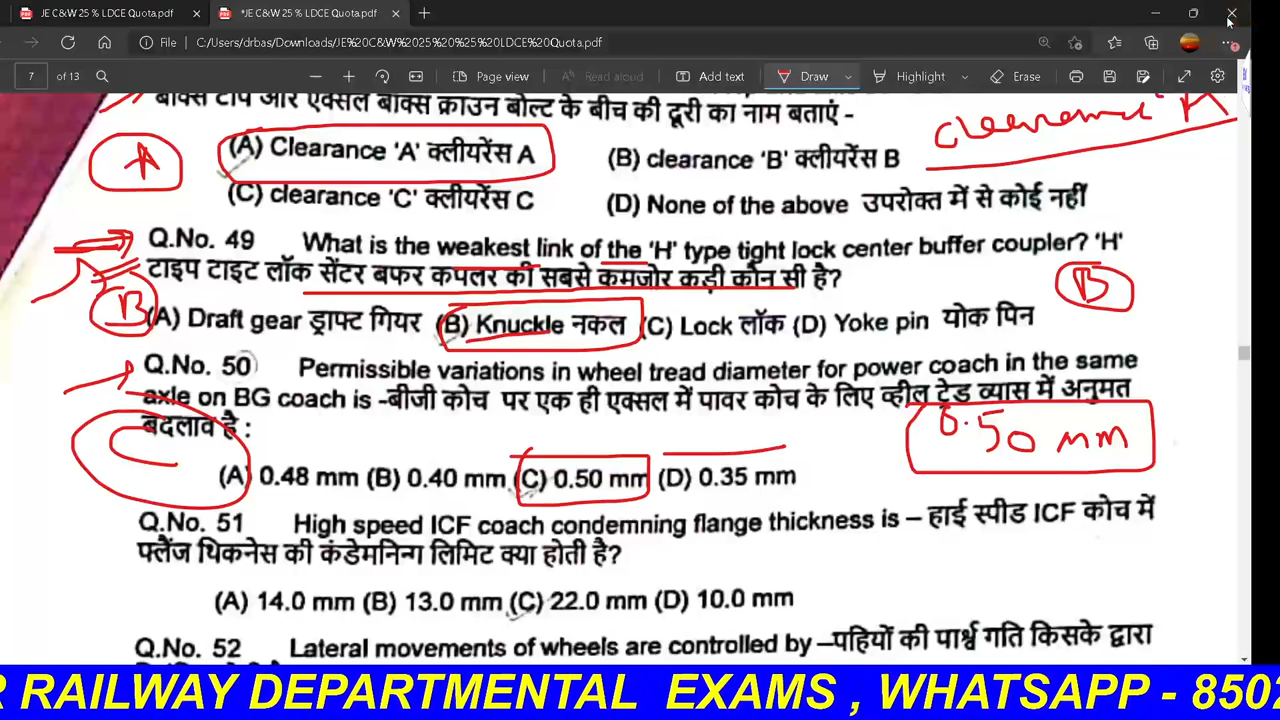 JE C&W 25 % LDCE Quota.pdf
*JE C&W 25 % LDCE Quota.pdf
File C:/Users/drbas/Downloads/JE%20C&W%2025%20%25%20LDCE%20Quota.pdf
7 of 13 Page view Read aloud Add text Draw Highlight Erase
बाक्स टॉप और एक्सल बॉक्स क्राउन बोल्ट के बीच की दूरी का नाम बताएं -
clearance 'A'
A
(A) Clearance 'A' क्लीयरेंस A (B) clearance 'B' क्लीयरेंस B
(C) clearance 'C' क्लीयरेंस C (D) None of the above उपरोक्त में से कोई नहीं
Q.No. 49 What is the weakest link of the 'H' type tight lock center buffer coupler? 'H'
टाइप टाइट लॉक सेंटर बफर कपलर की सबसे कमजोर कड़ी कौन सी है?
B
B
(A) Draft gear ड्राफ्ट गियर (B) Knuckle नकल (C) Lock लॉक (D) Yoke pin योक पिन
Q.No. 50 Permissible variations in wheel tread diameter for power coach in the same
axle on BG coach is -बीजी कोच पर एक ही एक्सल में पावर कोच के लिए व्हील ट्रेड व्यास में अनुमत
बदलाव है :
0.50 mm
C
(A) 0.48 mm (B) 0.40 mm (C) 0.50 mm (D) 0.35 mm
Q.No. 51 High speed ICF coach condemning flange thickness is – हाई स्पीड ICF कोच में
फ्लैंज थिकनेस की कंडेमनिन्ग लिमिट क्या होती है?
(A) 14.0 mm (B) 13.0 mm (C) 22.0 mm (D) 10.0 mm
Q.No. 52 Lateral movements of wheels are controlled by –पहियों की पार्श्व गति किसके द्वारा
R RAILWAY DEPARTMENTAL EXAMS , WHATSAPP - 850